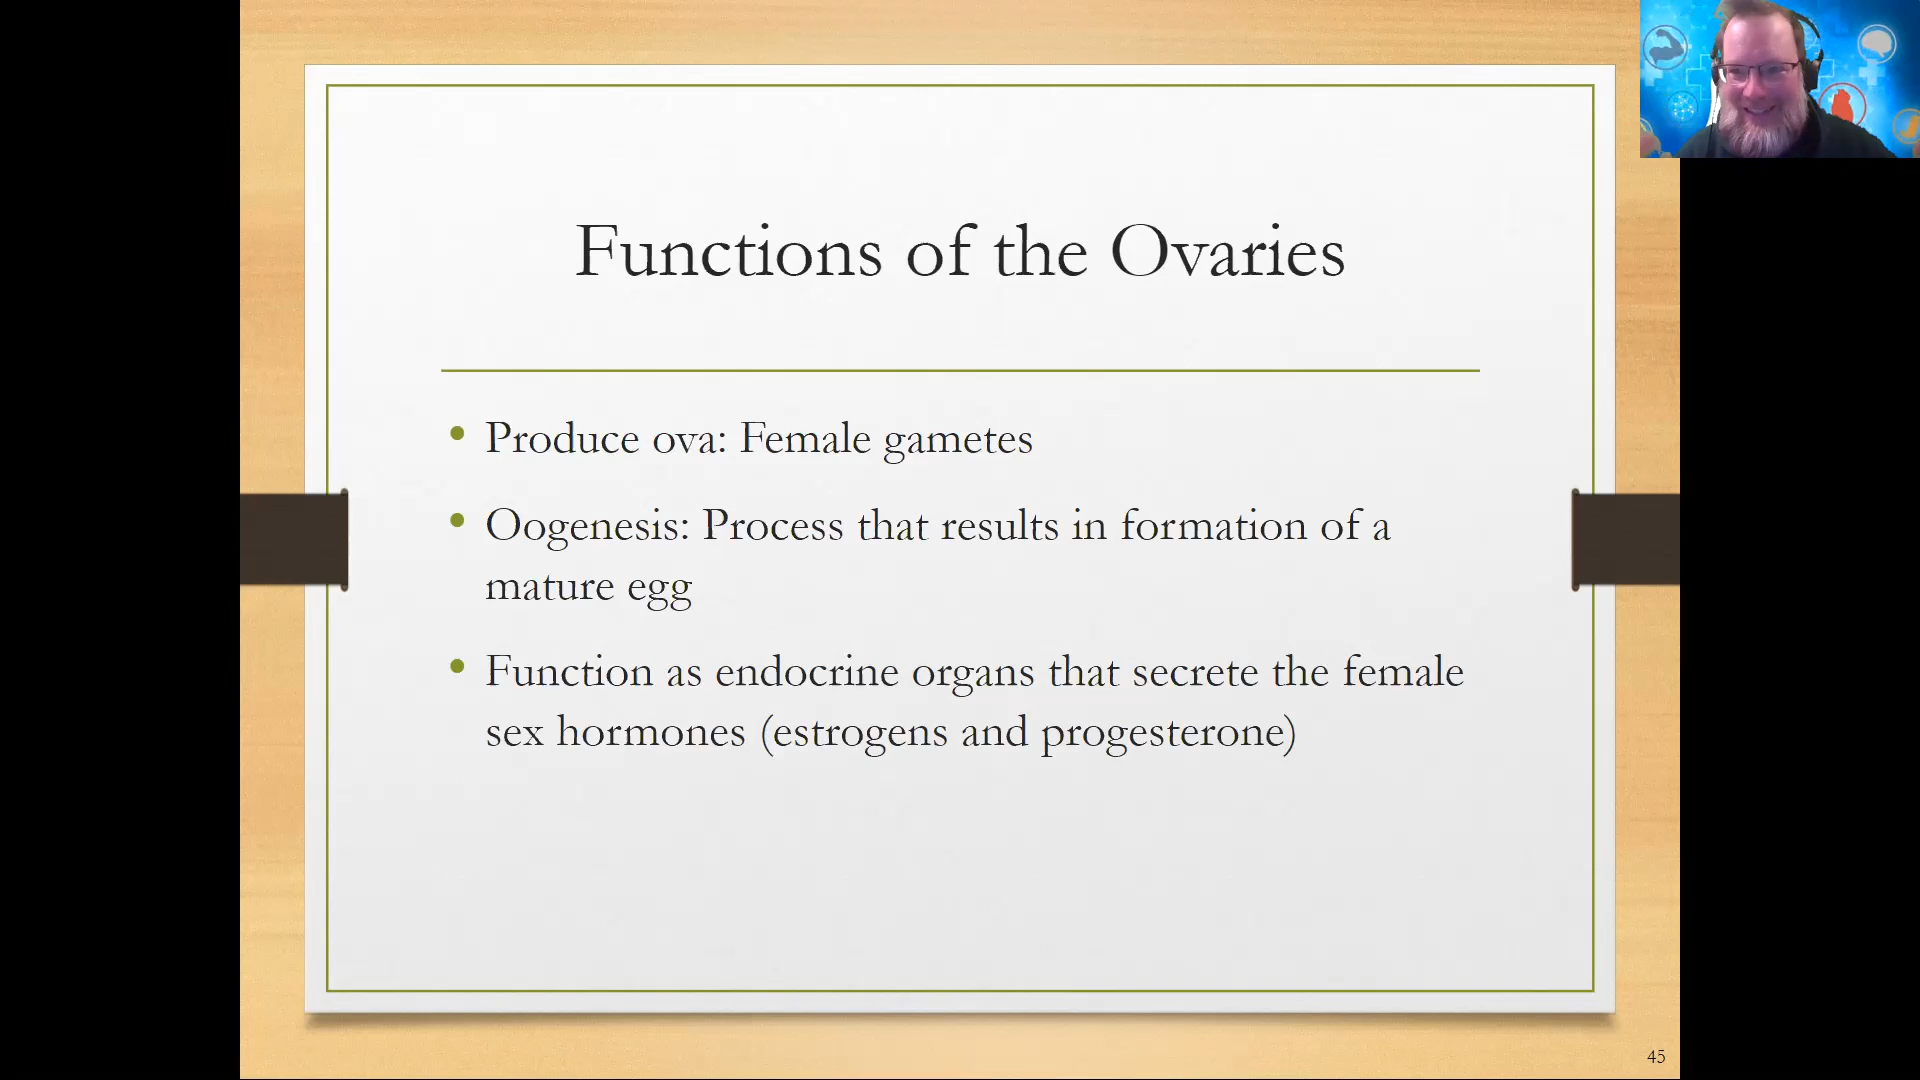 Functions of the Ovaries
• Produce ova: Female gametes
• Oogenesis: Process that results in formation of a
mature egg
• Function as endocrine organs that secrete the female
sex hormones (estrogens and progesterone)
45